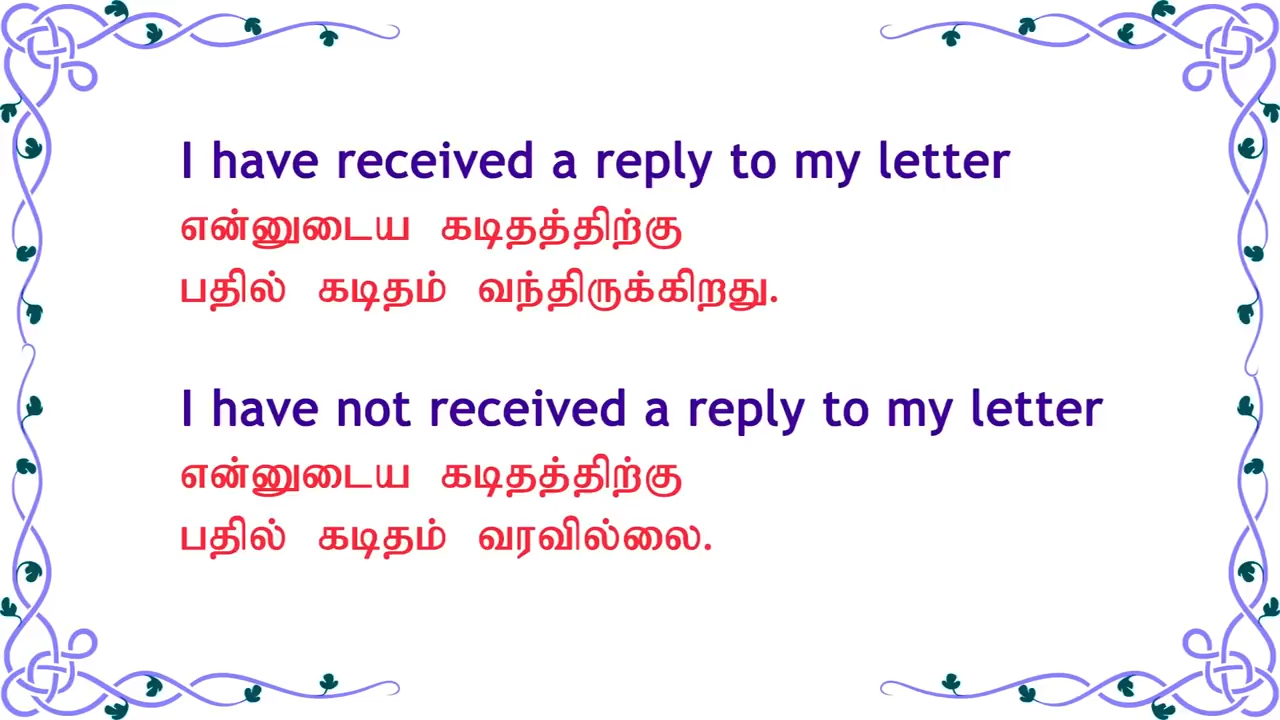 I have received a reply to my letter
என்னுடைய கடிதத்திற்கு
பதில் கடிதம் வந்திருக்கிறது.
I have not received a reply to my letter
என்னுடைய கடிதத்திற்கு
பதில் கடிதம் வரவில்லை.